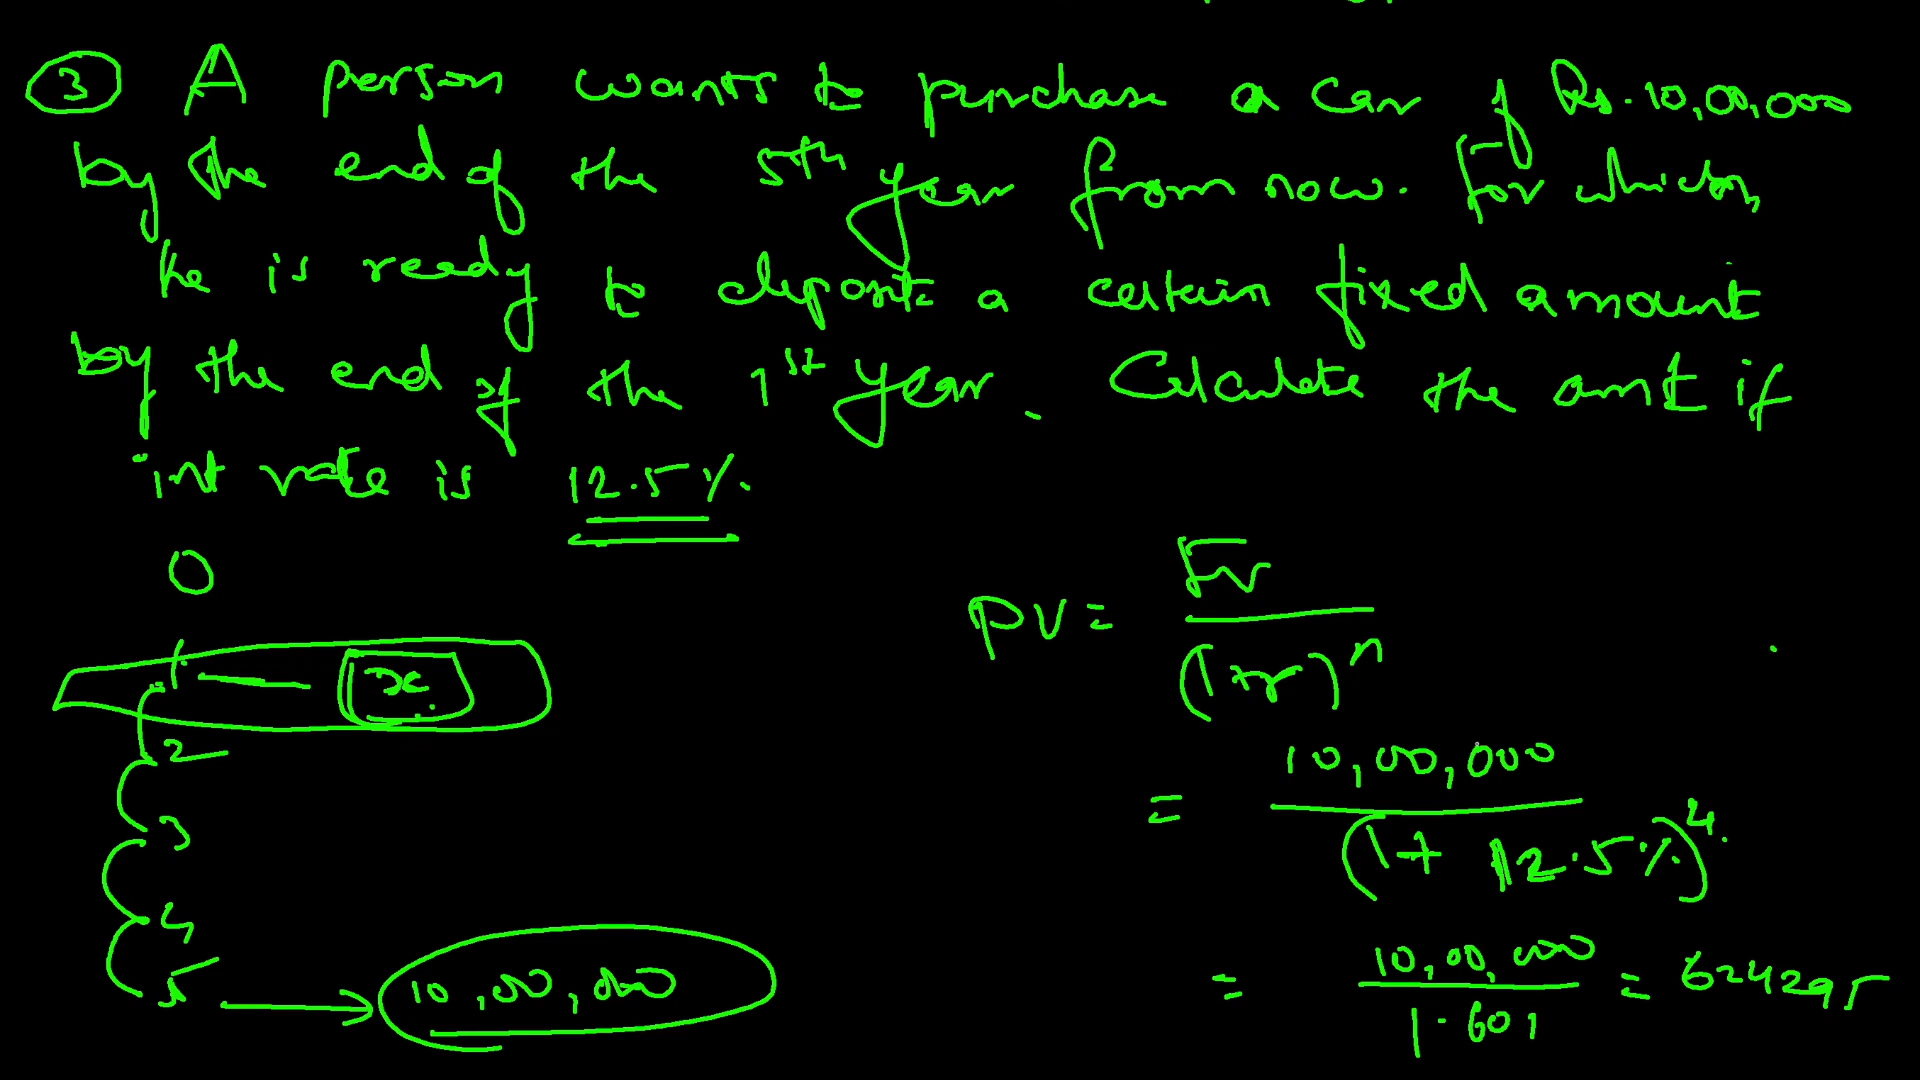 3 A person wants to purchase a car of Rs. 10,00,000
by the end of the 5th year from now. For which,
he is ready to deposit a certain fixed amount
by the end of the 1st year. Calculate the amt if
int rate is 12.5%.
0
1 x
2
3
4
5 → 10,00,000
PV = FV / (1+r)^n
= 10,00,000 / (1+ 12.5%)^4.
= 10,00,000 / 1.601 = 624295